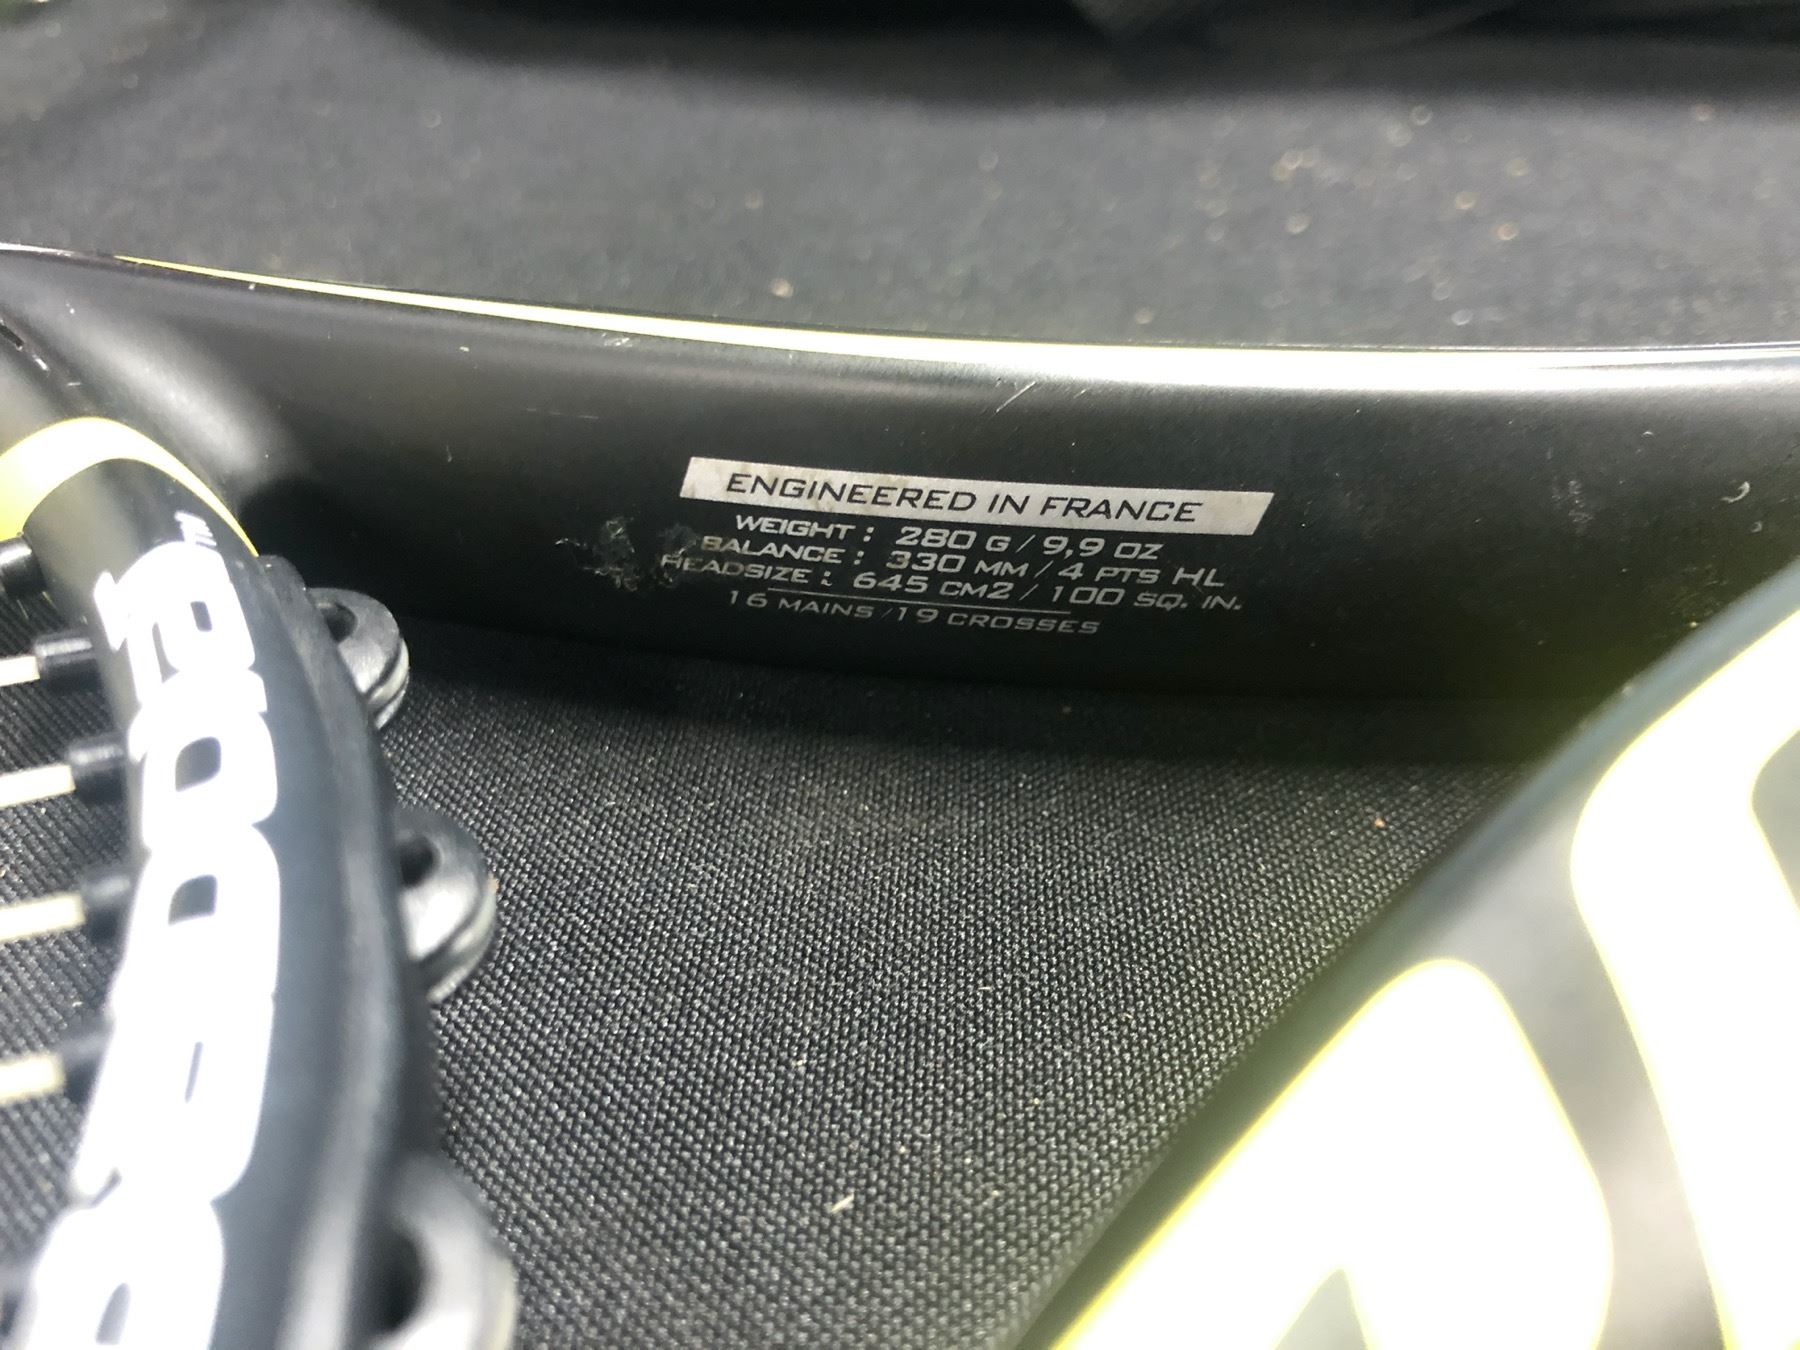 ENGINEERED IN FRANCE
WEIGHT : 280 G / 9,9 OZ
BALANCE : 330 MM / 4 PTS HL
HEADSIZE : 645 CM2 / 100 SQ. IN.
16 MAINS / 19 CROSSES